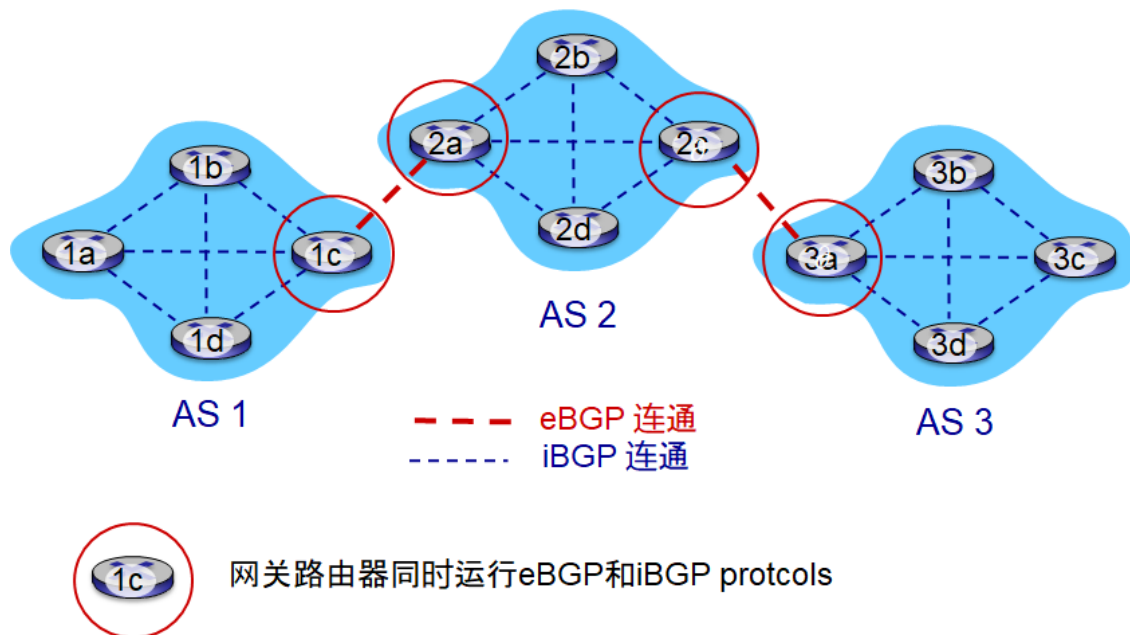 2b
2a
2c
2d
AS 2
1b
1a
1c
1d
AS 1
3b
3a
3c
3d
AS 3
eBGP 连通
iBGP 连通
1c
网关路由器同时运行eBGP和iBGP protcols